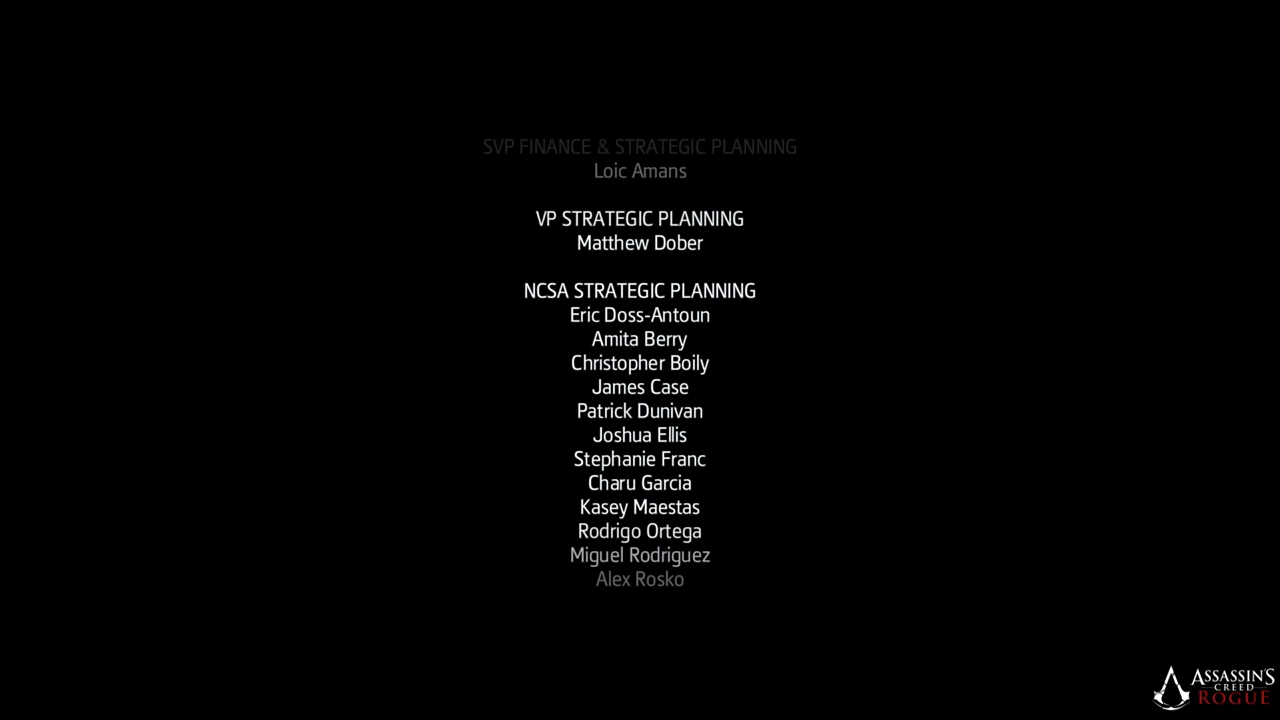 SVP FINANCE & STRATEGIC PLANNING
Loic Amans
VP STRATEGIC PLANNING
Matthew Dober
NCSA STRATEGIC PLANNING
Eric Doss-Antoun
Amita Berry
Christopher Boily
James Case
Patrick Dunivan
Joshua Ellis
Stephanie Franc
Charu Garcia
Kasey Maestas
Rodrigo Ortega
Miguel Rodriguez
Alex Rosko
ASSASSIN'S
CREED
ROGUE